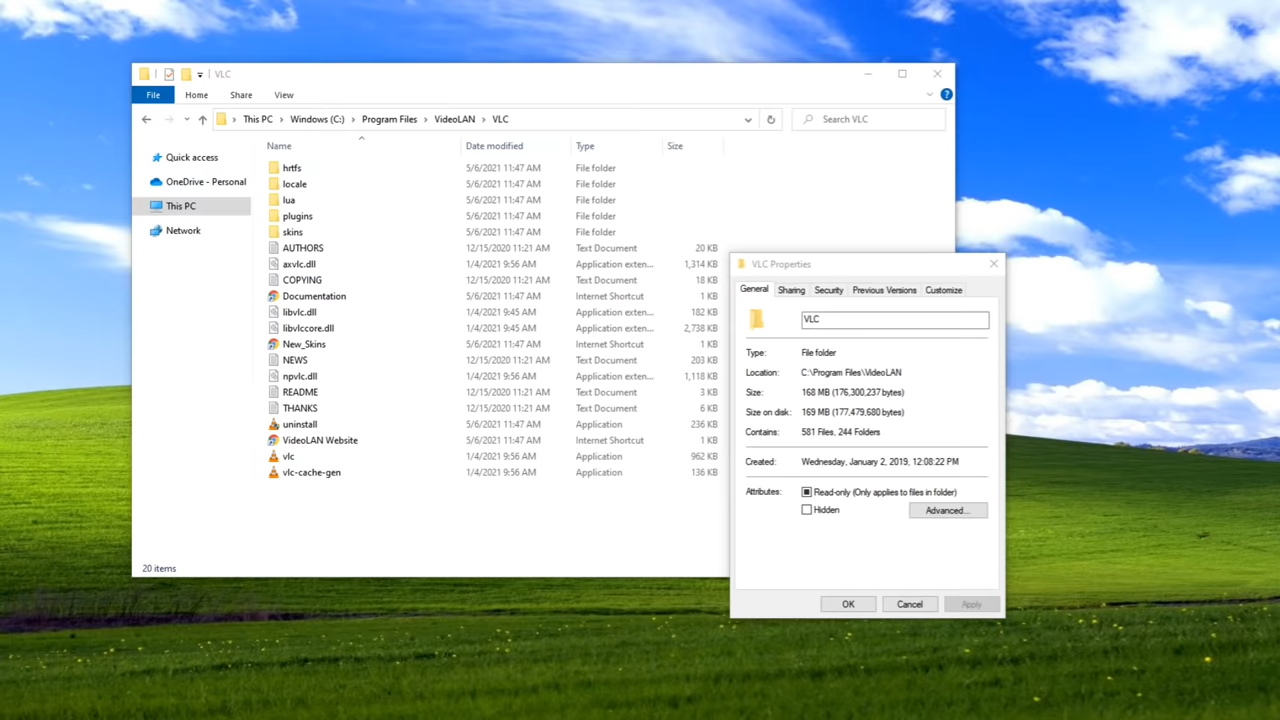 VLC
File Home Share View
This PC Windows (C:) Program Files VideoLAN VLC
Search VLC
Quick access
OneDrive - Personal
This PC
Network
Name Date modified Type Size
hrtfs 5/6/2021 11:47 AM File folder
locale 5/6/2021 11:47 AM File folder
lua 5/6/2021 11:47 AM File folder
plugins 5/6/2021 11:47 AM File folder
skins 5/6/2021 11:47 AM File folder
AUTHORS 12/15/2020 11:21 AM Text Document 20 KB
axvlc.dll 1/4/2021 9:56 AM Application exten... 1,314 KB
COPYING 12/15/2020 11:21 AM Text Document 18 KB
Documentation 5/6/2021 11:47 AM Internet Shortcut 1 KB
libvlc.dll 1/4/2021 9:45 AM Application exten... 182 KB
libvlccore.dll 1/4/2021 9:45 AM Application exten... 2,738 KB
New_Skins 5/6/2021 11:47 AM Internet Shortcut 1 KB
NEWS 12/15/2020 11:21 AM Text Document 203 KB
npvlc.dll 1/4/2021 9:56 AM Application exten... 1,118 KB
README 12/15/2020 11:21 AM Text Document 3 KB
THANKS 12/15/2020 11:21 AM Text Document 6 KB
uninstall 5/6/2021 11:47 AM Application 236 KB
VideoLAN Website 5/6/2021 11:47 AM Internet Shortcut 1 KB
vlc 1/4/2021 9:56 AM Application 962 KB
vlc-cache-gen 1/4/2021 9:56 AM Application 136 KB
20 items
VLC Properties
General Sharing Security Previous Versions Customize
VLC
Type: File folder
Location: C:\Program Files\VideoLAN
Size: 168 MB (176,300,237 bytes)
Size on disk: 169 MB (177,479,680 bytes)
Contains: 581 Files, 244 Folders
Created: Wednesday, January 2, 2019, 12:08:22 PM
Attributes: Read-only (Only applies to files in folder)
Hidden Advanced...
OK Cancel Apply